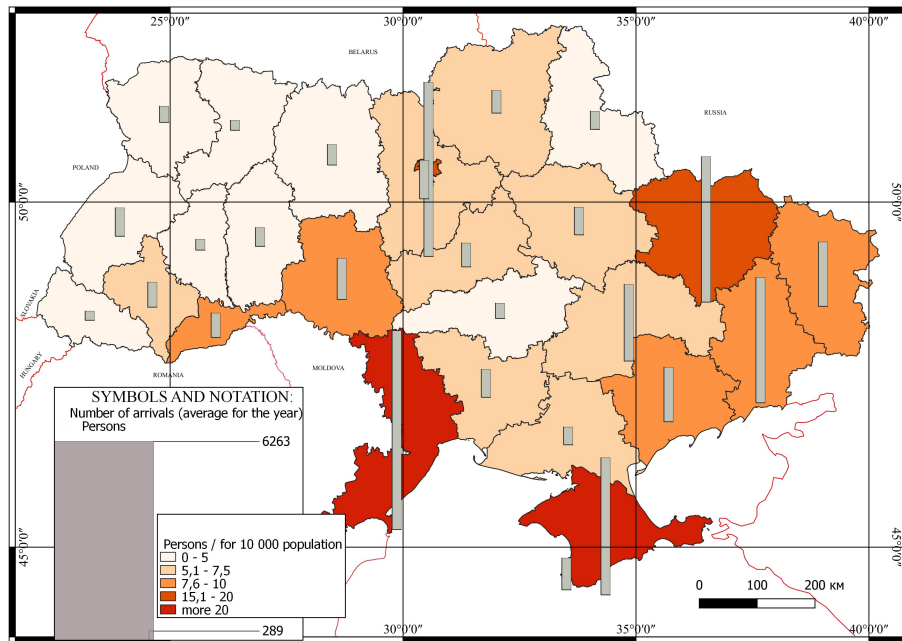 25°0'0" 30°0'0" 35°0'0" 40°0'0"
BELARUS
RUSSIA
POLAND
50°0'0" 50°0'0"
SLOVAKIA
HUNGARY
ROMANIA
MOLDOVA
SYMBOLS AND NOTATION:
Number of arrivals (average for the year)
Persons
6263
Persons / for 10 000 population
0 - 5
5,1 - 7,5
7,6 - 10
15,1 - 20
more 20
289
45°0'0" 45°0'0"
0 100 200 км
25°0'0" 30°0'0" 35°0'0" 40°0'0"